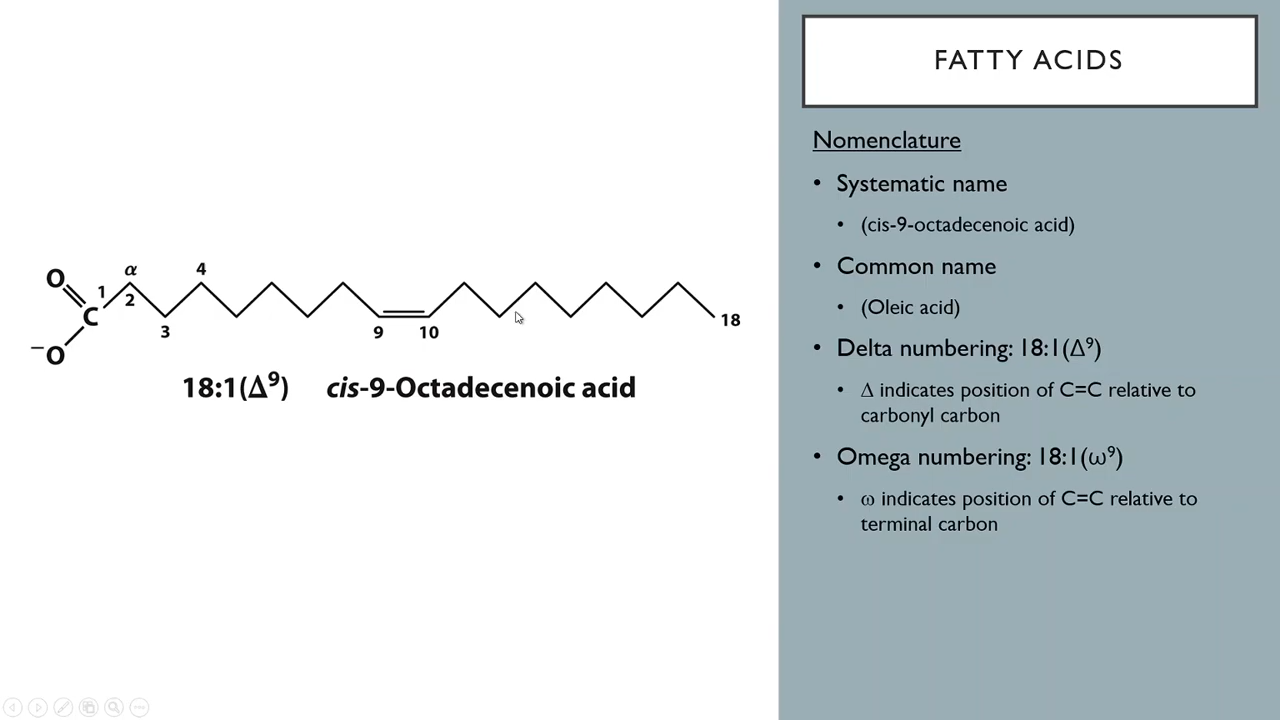 FATTY ACIDS
Nomenclature
• Systematic name
• (cis-9-octadecenoic acid)
• Common name
• (Oleic acid)
• Delta numbering: 18:1(Δ⁹)
• Δ indicates position of C=C relative to
carbonyl carbon
• Omega numbering: 18:1(ω⁹)
• ω indicates position of C=C relative to
terminal carbon
O
C
⁻O
1
α
2
3
4
9
10
18
18:1(Δ⁹) cis-9-Octadecenoic acid